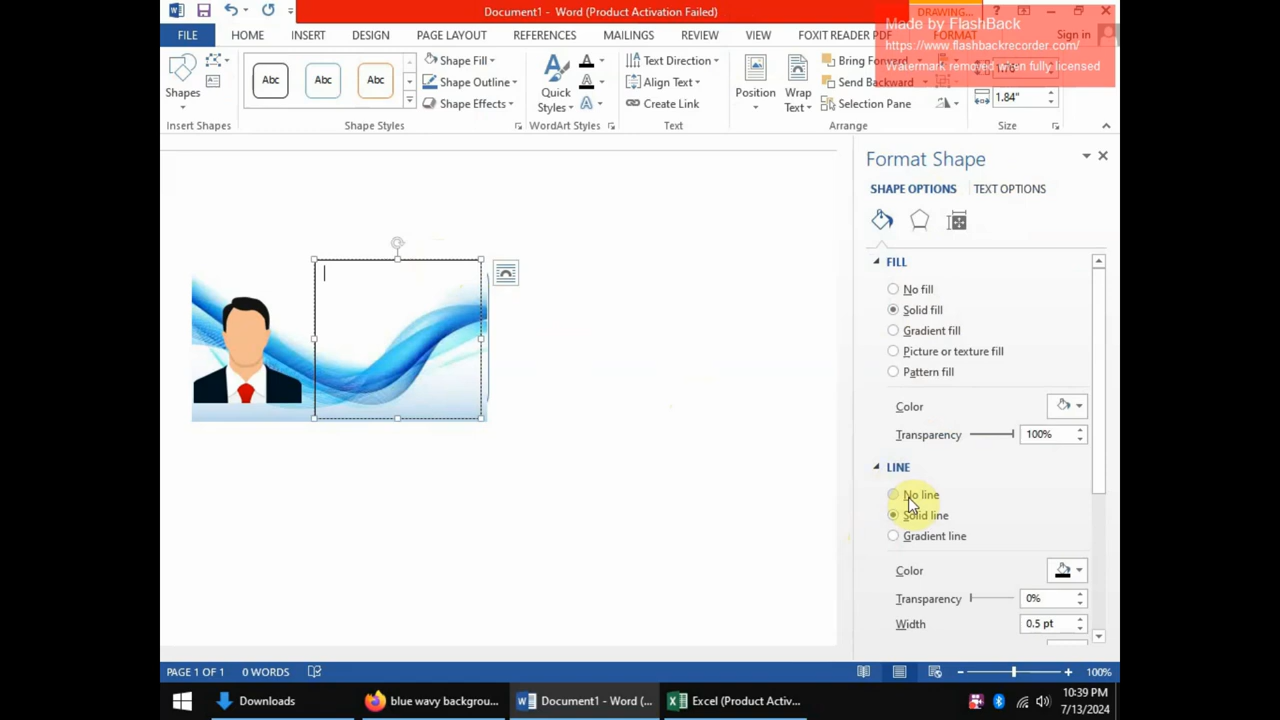 Document1 - Word (Product Activation Failed)
DRAWING...
Made by FlashBack
https://www.flashbackrecorder.com/
Watermark removed when fully licensed
Sign in
FILE HOME INSERT DESIGN PAGE LAYOUT REFERENCES MAILINGS REVIEW VIEW FOXIT READER PDF FORMAT
Shapes
Abc Abc Abc
Shape Fill
Shape Outline
Shape Effects
Quick Styles
Text Direction
Align Text
Create Link
Position
Wrap Text
Bring Forward
Send Backward
Selection Pane
1.84"
Insert Shapes Shape Styles WordArt Styles Text Arrange Size
Format Shape
SHAPE OPTIONS TEXT OPTIONS
FILL
No fill
Solid fill
Gradient fill
Picture or texture fill
Pattern fill
Color
Transparency 100%
LINE
No line
Solid line
Gradient line
Color
Transparency 0%
Width 0.5 pt
PAGE 1 OF 1 0 WORDS 100%
Downloads blue wavy backgrou... Document1 - Word (... Excel (Product Activ...
10:39 PM
7/13/2024